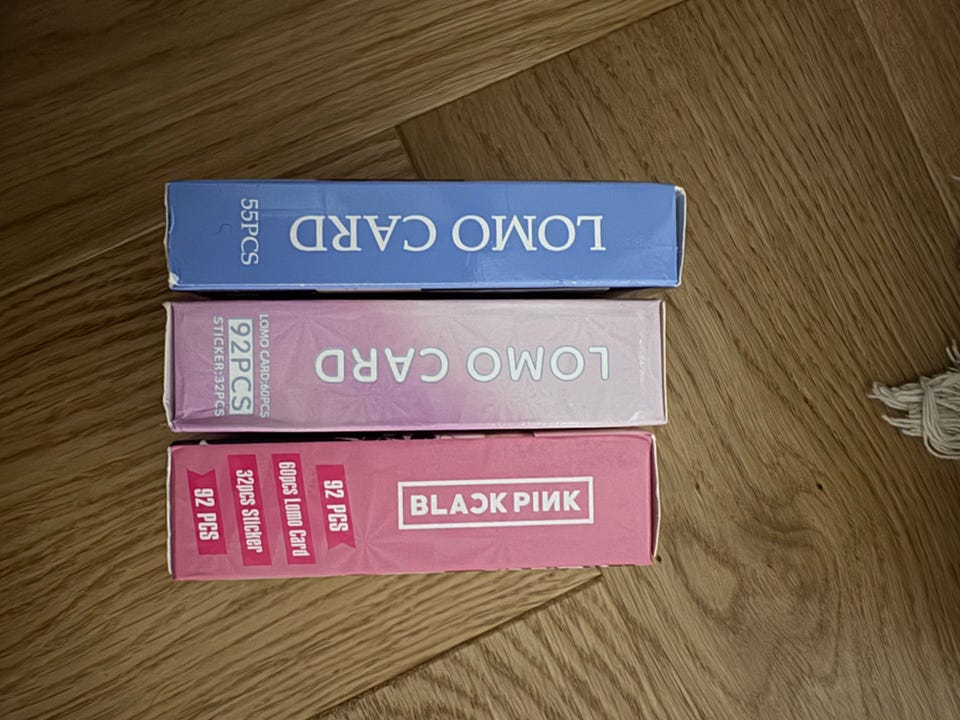 LOMO CARD
55PCS
LOMO CARD
LOMO CARD:60PCS
92PCS
STICKER:32PCS
BLACKPINK
92 PCS
60pcs Lomo Card
32pcs Sticker
92 PCS